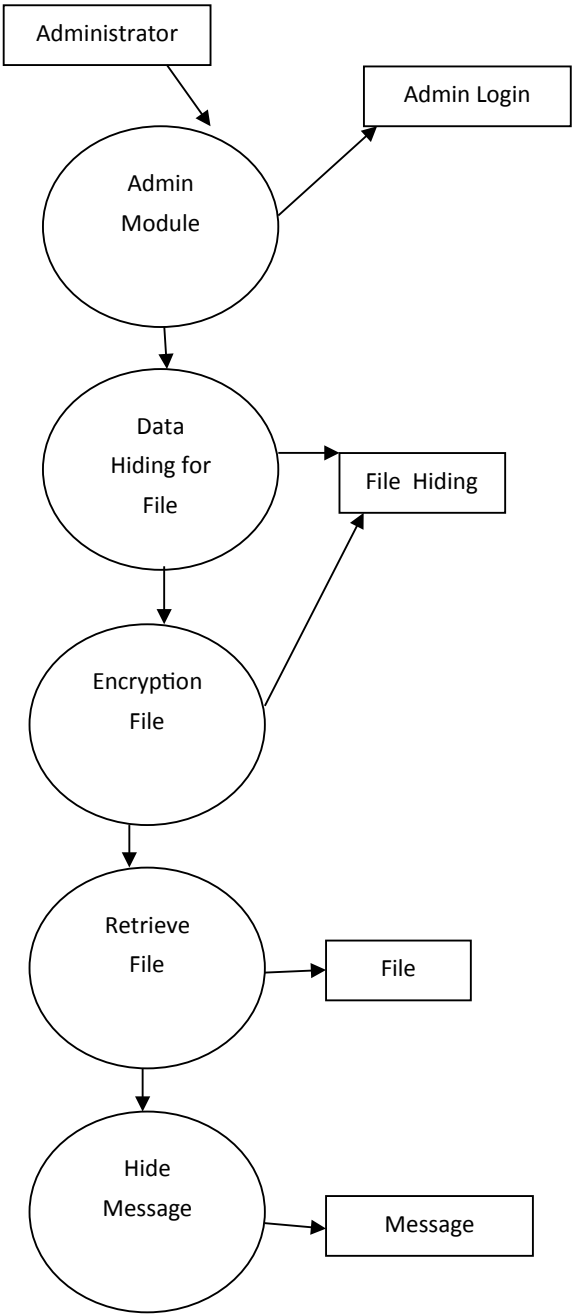 Administrator
Admin Login
Admin
Module
Data
Hiding for
File
File Hiding
Encryption
File
Retrieve
File
File
Hide
Message
Message